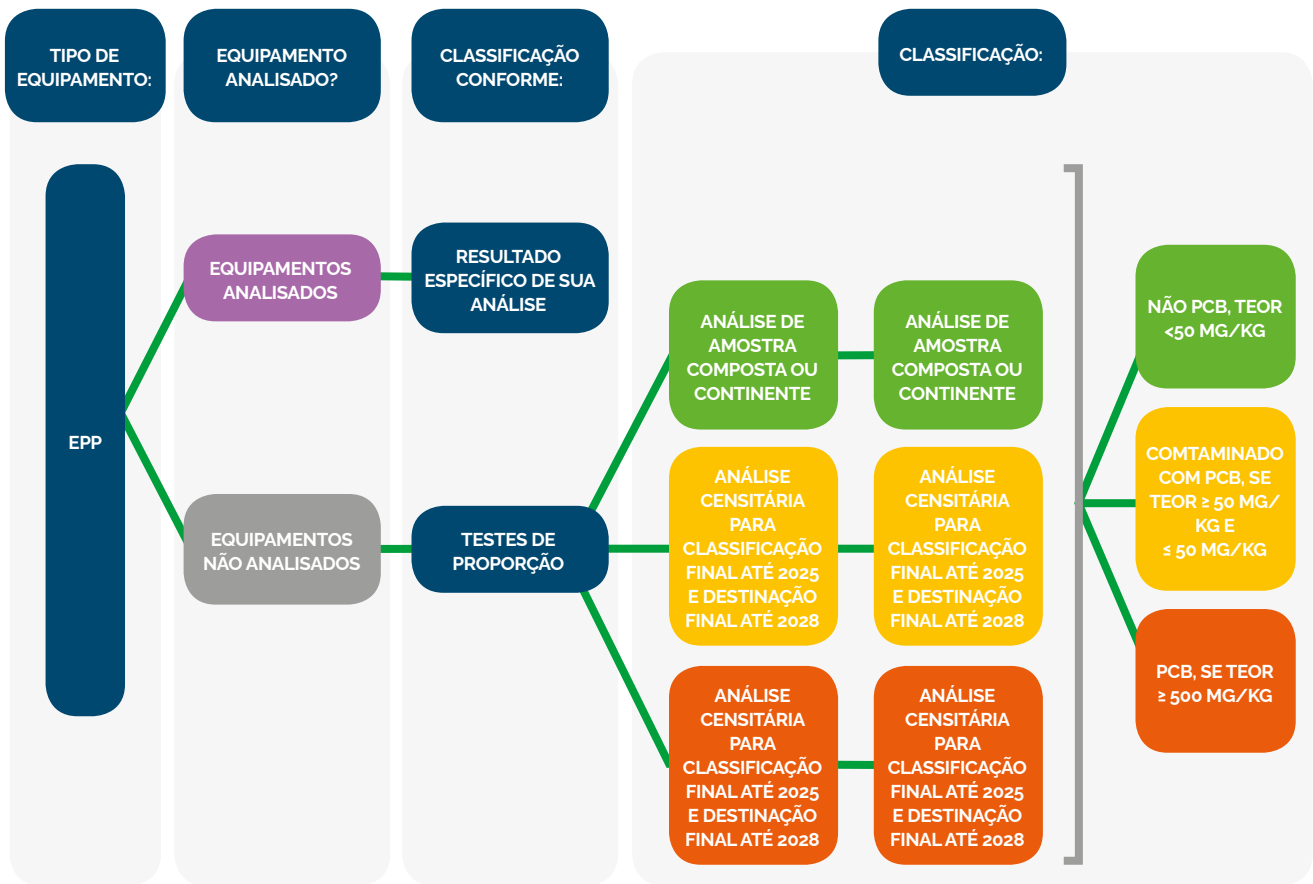 TIPO DE
EQUIPAMENTO:
EQUIPAMENTO
ANALISADO?
CLASSIFICAÇÃO
CONFORME:
CLASSIFICAÇÃO:
EPP
EQUIPAMENTOS
ANALISADOS
RESULTADO
ESPECÍFICO DE SUA
ANÁLISE
EQUIPAMENTOS
NÃO ANALISADOS
TESTES DE
PROPORÇÃO
ANÁLISE DE
AMOSTRA
COMPOSTA OU
CONTINENTE
ANÁLISE DE
AMOSTRA
COMPOSTA OU
CONTINENTE
ANÁLISE
CENSITÁRIA
PARA
CLASSIFICAÇÃO
FINAL ATÉ 2025
E DESTINAÇÃO
FINAL ATÉ 2028
ANÁLISE
CENSITÁRIA
PARA
CLASSIFICAÇÃO
FINAL ATÉ 2025
E DESTINAÇÃO
FINAL ATÉ 2028
ANÁLISE
CENSITÁRIA
PARA
CLASSIFICAÇÃO
FINAL ATÉ 2025
E DESTINAÇÃO
FINAL ATÉ 2028
ANÁLISE
CENSITÁRIA
PARA
CLASSIFICAÇÃO
FINAL ATÉ 2025
E DESTINAÇÃO
FINAL ATÉ 2028
NÃO PCB, TEOR
<50 MG/KG
COMTAMINADO
COM PCB, SE
TEOR ≥ 50 MG/
KG E
≤ 50 MG/KG
PCB, SE TEOR
≥ 500 MG/KG